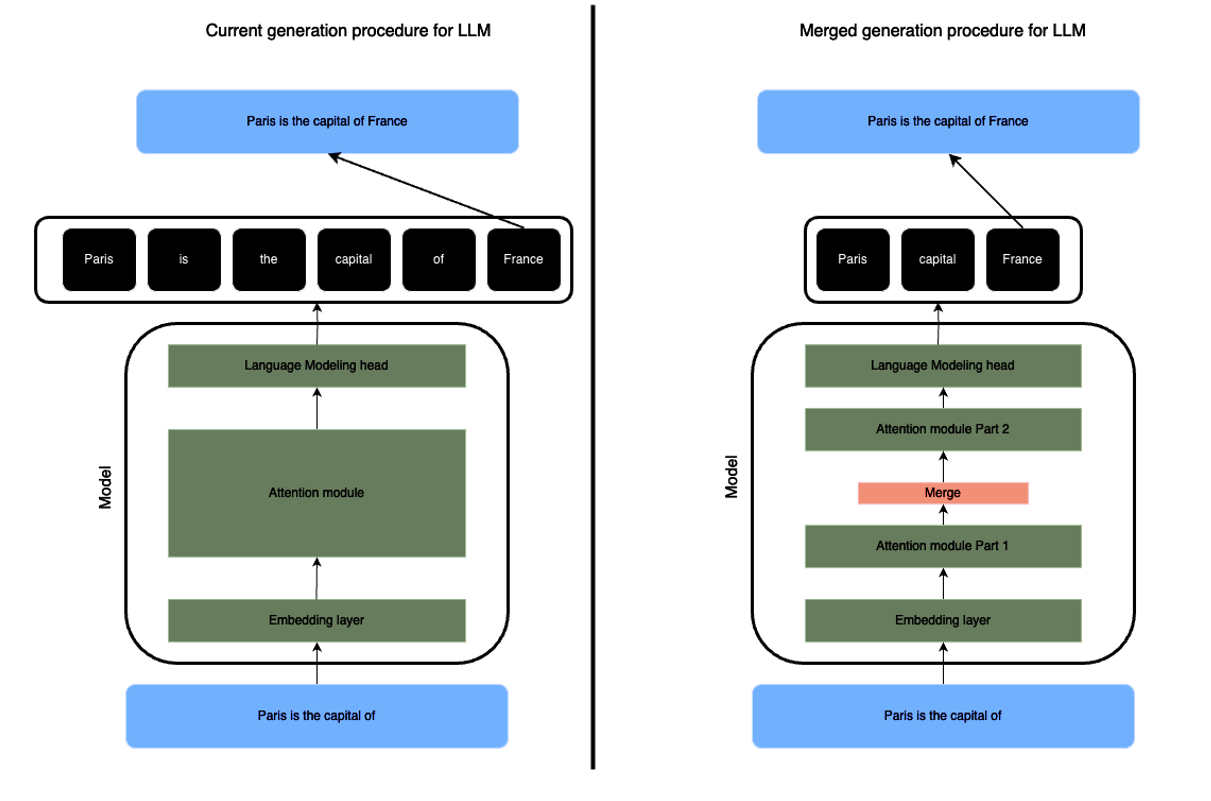 Current generation procedure for LLM
Paris is the capital of France
Paris is the capital of France
Language Modeling head
Attention module
Model
Embedding layer
Paris is the capital of
Merged generation procedure for LLM
Paris is the capital of France
Paris capital France
Language Modeling head
Attention module Part 2
Merge
Model
Attention module Part 1
Embedding layer
Paris is the capital of